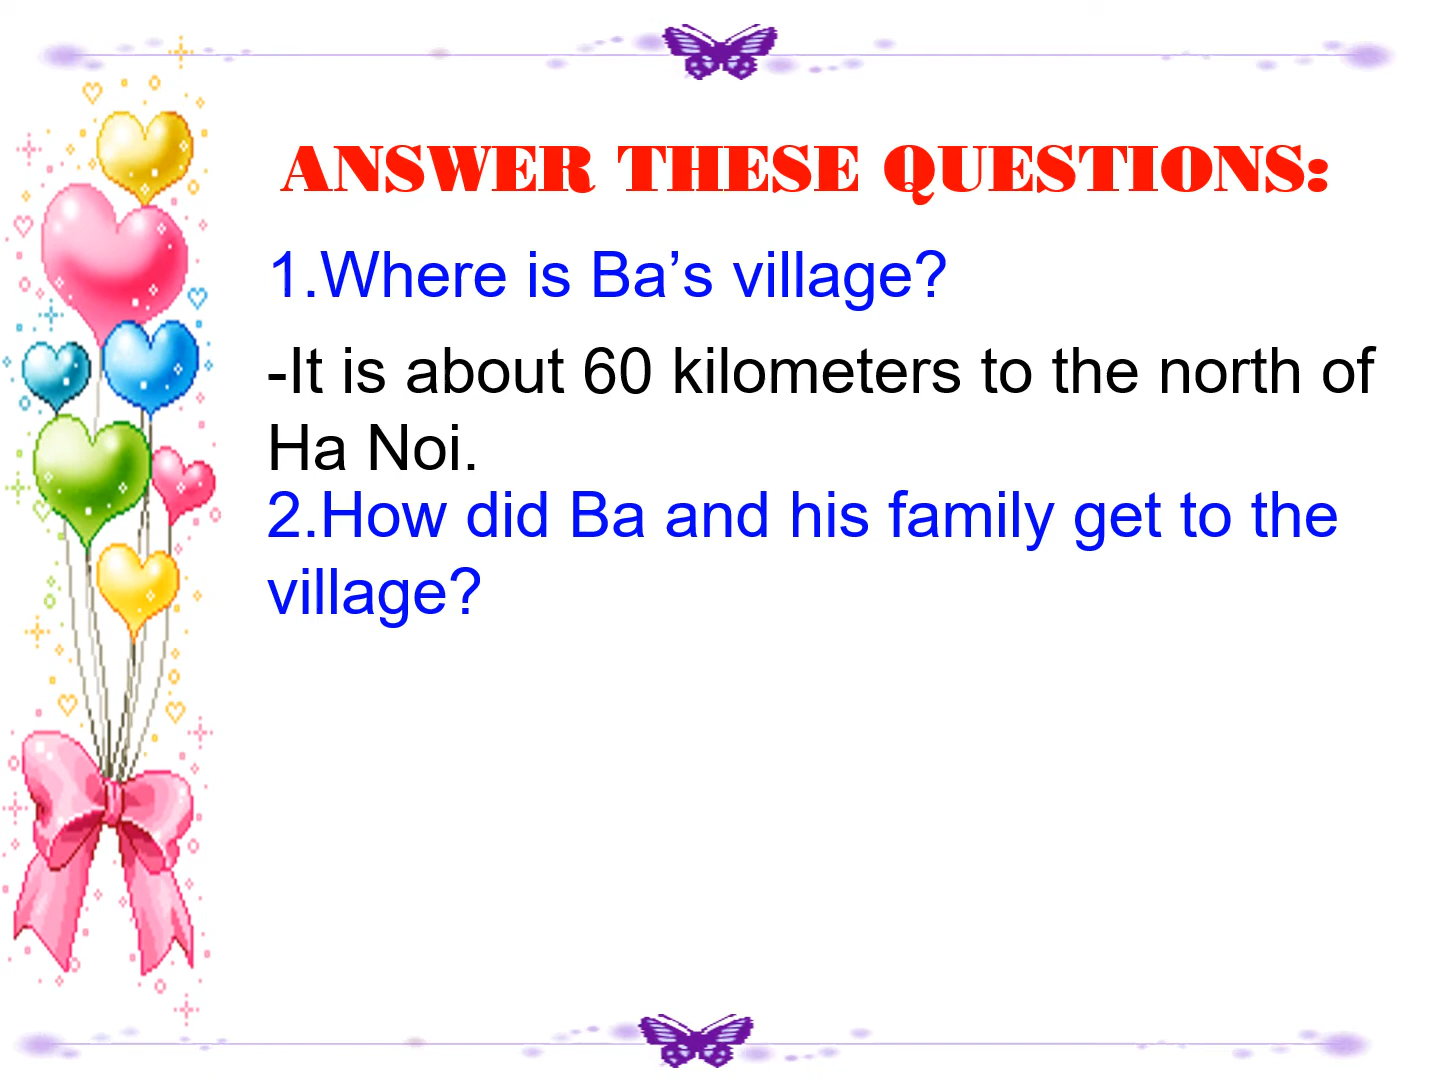 ANSWER THESE QUESTIONS:
1.Where is Ba’s village?
-It is about 60 kilometers to the north of
Ha Noi.
2.How did Ba and his family get to the
village?